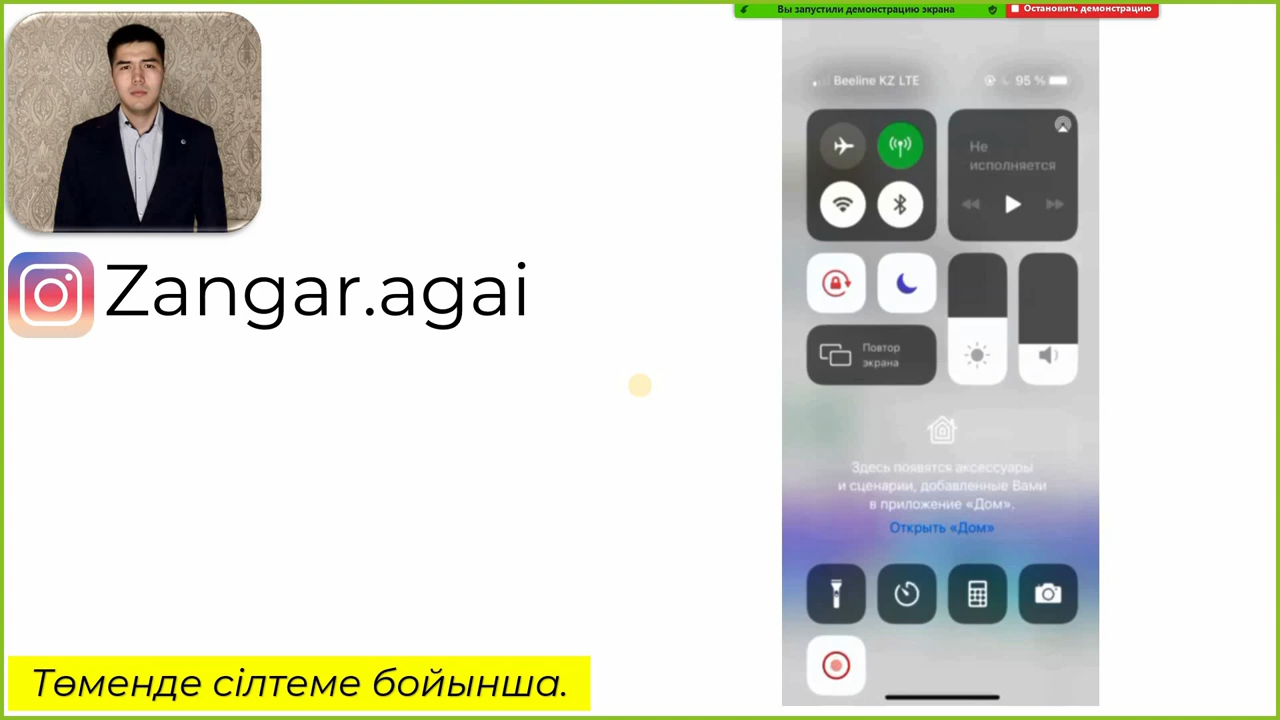 Вы запустили демонстрацию экрана
Остановить демонстрацию
Beeline KZ LTE
95 %
Не
исполняется
Zangar.agai
Повтор
экрана
Здесь появятся аксессуары
и сценарии, добавленные Вами
в приложение «Дом».
Открыть «Дом»
Төменде сілтеме бойынша.